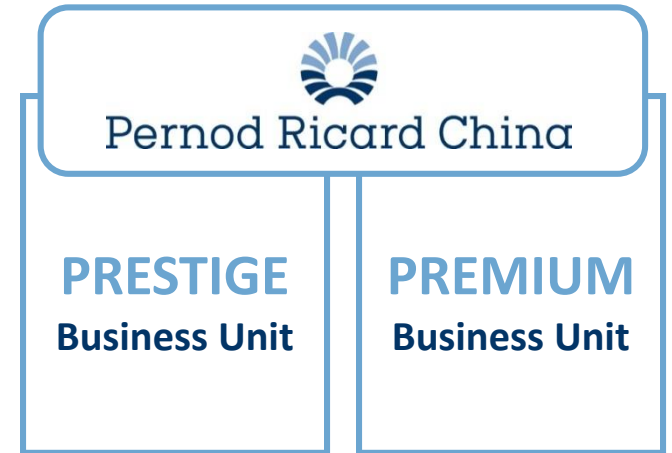 Pernod Ricard China
PRESTIGE
Business Unit
PREMIUM
Business Unit